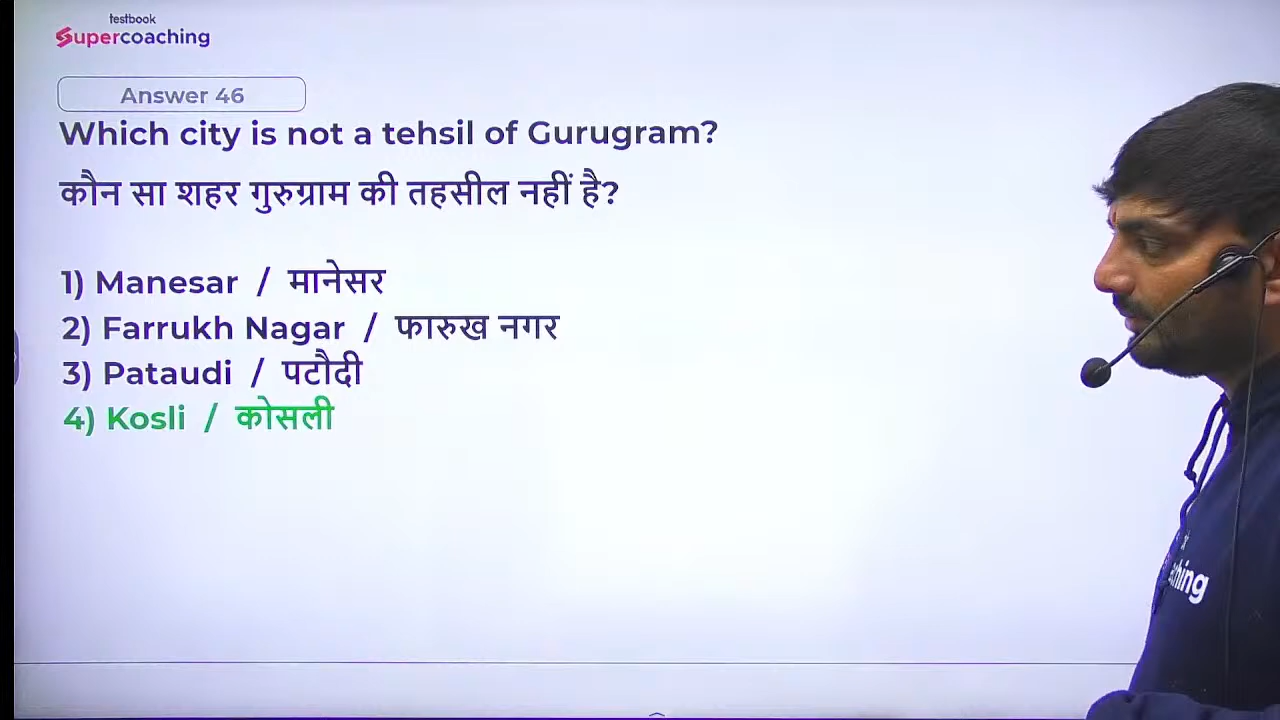 testbook
Supercoaching
Answer 46
Which city is not a tehsil of Gurugram?
कौन सा शहर गुरुग्राम की तहसील नहीं है?
1) Manesar / मानेसर
2) Farrukh Nagar / फारुख नगर
3) Pataudi / पटौदी
4) Kosli / कोसली